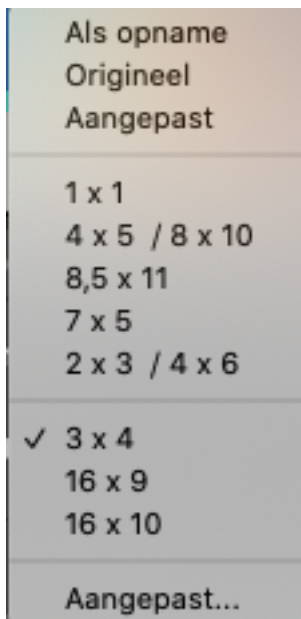 Als opname
Origineel
Aangepast
1 x 1
4 x 5 / 8 x 10
8,5 x 11
7 x 5
2 x 3 / 4 x 6
✓ 3 x 4
16 x 9
16 x 10
Aangepast...